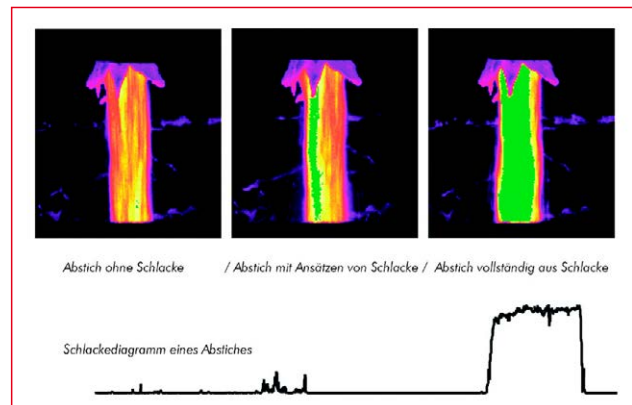 Abstich ohne Schlacke / Abstich mit Ansätzen von Schlacke / Abstich vollständig aus Schlacke
Schlackediagramm eines Abstiches